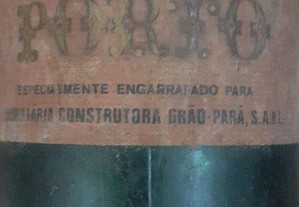 PORTO
ESPECIALMENTE ENGARRAFADO PARA
CONSTRUTORA GRÃO-PARÁ, S.A.R.L.